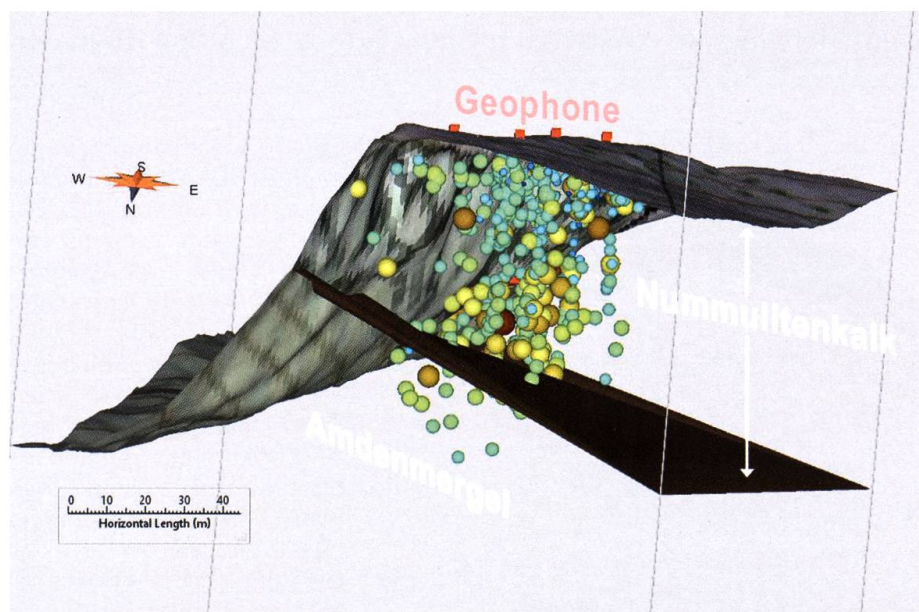 Geophone
S
W
E
N
Nummulitenkalk
Amdenmergel
0 10 20 30 40
Horizontal Length (m)